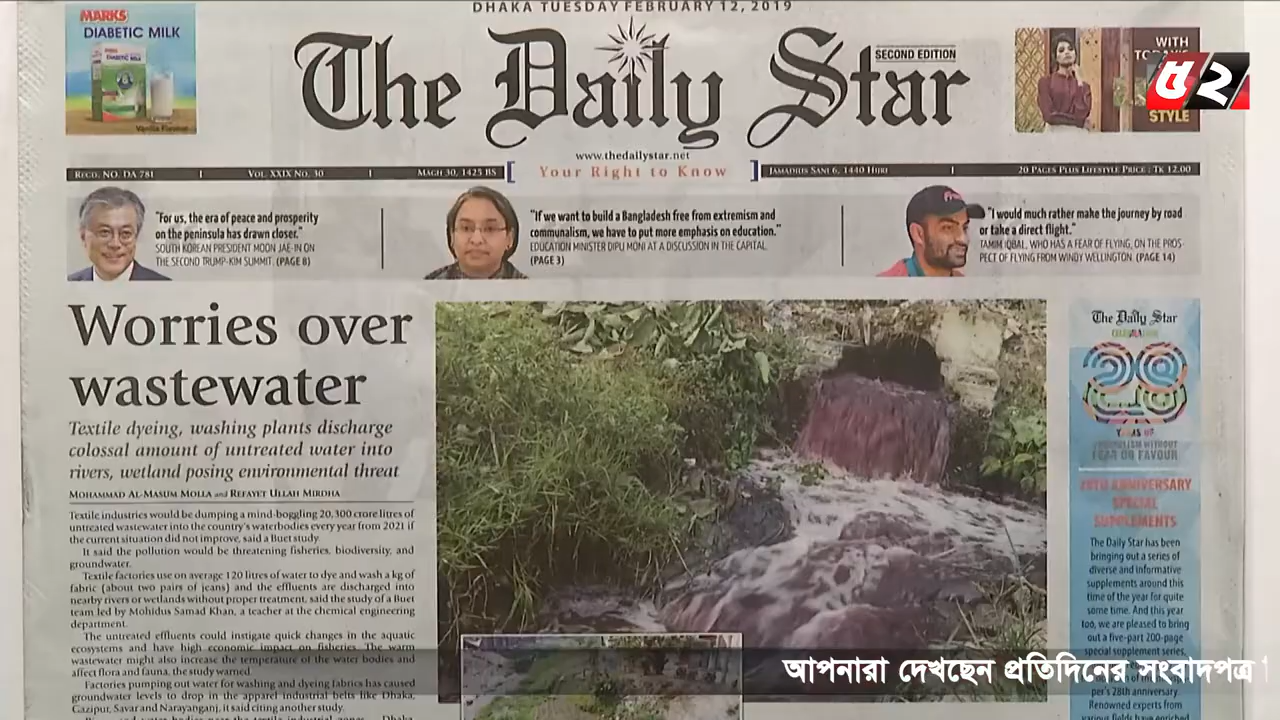 DHAKA TUESDAY FEBRUARY 12, 2019
MARKS
DIABETIC MILK
Vanilla Flavour
The Daily Star
SECOND EDITION
WITH
TODAY'S
STYLE
৫২
www.thedailystar.net
REGD. NO. DA 781 | VOL. XXIX NO. 30 | MAGH 30, 1425 BS
[ Your Right to Know ]
JAMADIUS SANI 6, 1440 HIJRI | 20 PAGES PLUS LIFESTYLE PRICE : TK 12.00
"For us, the era of peace and prosperity
on the peninsula has drawn closer."
SOUTH KOREAN PRESIDENT MOON JAE-IN ON
THE SECOND TRUMP-KIM SUMMIT. (PAGE 8)
"If we want to build a Bangladesh free from extremism and
communalism, we have to put more emphasis on education."
EDUCATION MINISTER DIPU MONI AT A DISCUSSION IN THE CAPITAL.
(PAGE 3)
"I would much rather make the journey by road
or take a direct flight."
TAMIM IQBAL, WHO HAS A FEAR OF FLYING, ON THE PROS-
PECT OF FLYING FROM WINDY WELLINGTON. (PAGE 14)
Worries over
wastewater
Textile dyeing, washing plants discharge
colossal amount of untreated water into
rivers, wetland posing environmental threat
MOHAMMAD AL-MASUM MOLLA and REFAYET ULLAH MIRDHA
Textile industries would be dumping a mind-boggling 20,300 crore litres of
untreated wastewater into the country's waterbodies every year from 2021 if
the current situation did not improve, said a Buet study.
It said the pollution would be threatening fisheries, biodiversity, and
groundwater.
Textile factories use on average 120 litres of water to dye and wash a kg of
fabric (about two pairs of jeans) and the effluents are discharged into
nearby rivers or wetlands without proper treatment, said the study of a Buet
team led by Mohidus Samad Khan, a teacher at the chemical engineering
department.
The untreated effluents could instigate quick changes in the aquatic
ecosystems and have high economic impact on fisheries. The warm
wastewater might also increase the temperature of the water bodies and
affect flora and fauna, the study warned.
Factories pumping out water for washing and dyeing fabrics has caused
groundwater levels to drop in the apparent industrial belts like Dhaka,
Gazipur, Savar and Narayanganj, it said citing another study.
The Daily Star
28
YEARS OF
JOURNALISM WITHOUT
FEAR OR FAVOUR
28TH ANNIVERSARY
SPECIAL
SUPPLEMENTS
The Daily Star has been
bringing out a series of
diverse and informative
supplements around this
time of the year for quite
some time. And this year
too, we are pleased to bring
out a five-part 200-page
special supplement series,
per's 28th anniversary.
Renowned experts from
various fields have enriched
আপনারা দেখছেন প্রতিদিনের সংবাদপত্র